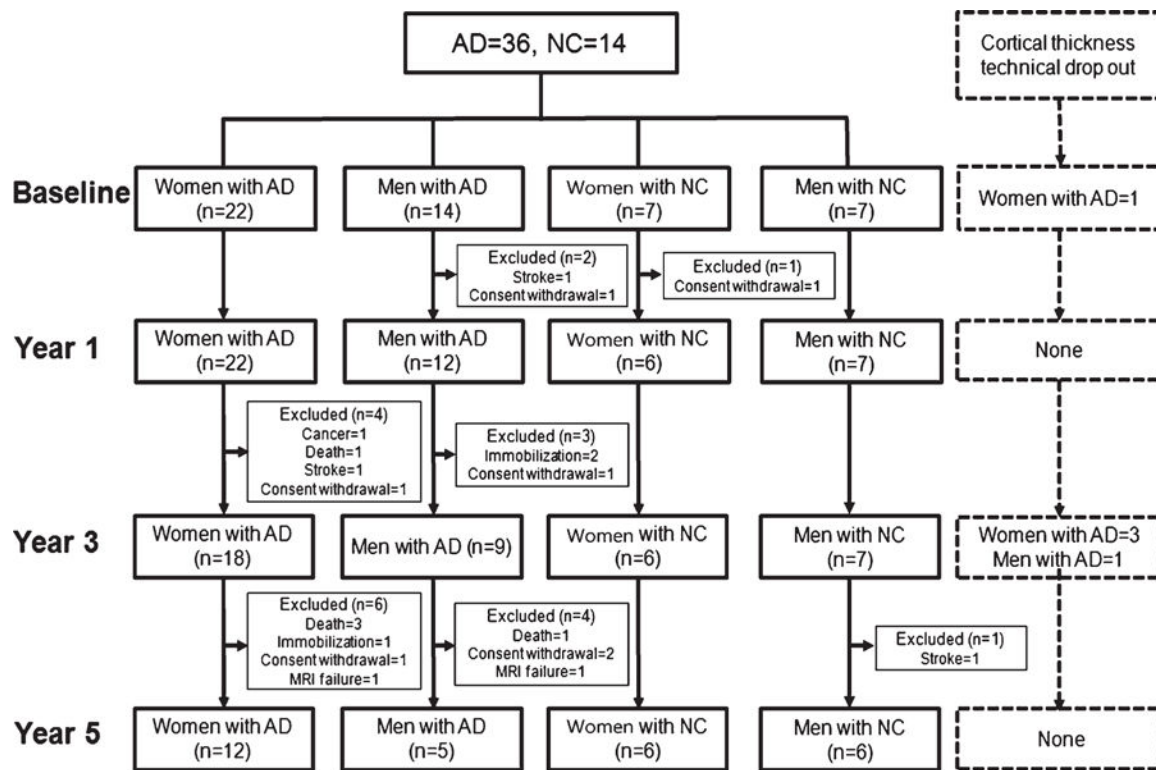 AD=36, NC=14
Cortical thickness
technical drop out
Baseline
Women with AD
(n=22)
Men with AD
(n=14)
Women with NC
(n=7)
Men with NC
(n=7)
Women with AD=1
Excluded (n=2)
Stroke=1
Consent withdrawal=1
Excluded (n=1)
Consent withdrawal=1
Year 1
Women with AD
(n=22)
Men with AD
(n=12)
Women with NC
(n=6)
Men with NC
(n=7)
None
Excluded (n=4)
Cancer=1
Death=1
Stroke=1
Consent withdrawal=1
Excluded (n=3)
Immobilization=2
Consent withdrawal=1
Year 3
Women with AD
(n=18)
Men with AD (n=9)
Women with NC
(n=6)
Men with NC
(n=7)
Women with AD=3
Men with AD=1
Excluded (n=6)
Death=3
Immobilization=1
Consent withdrawal=1
MRI failure=1
Excluded (n=4)
Death=1
Consent withdrawal=2
MRI failure=1
Excluded (n=1)
Stroke=1
Year 5
Women with AD
(n=12)
Men with AD
(n=5)
Women with NC
(n=6)
Men with NC
(n=6)
None